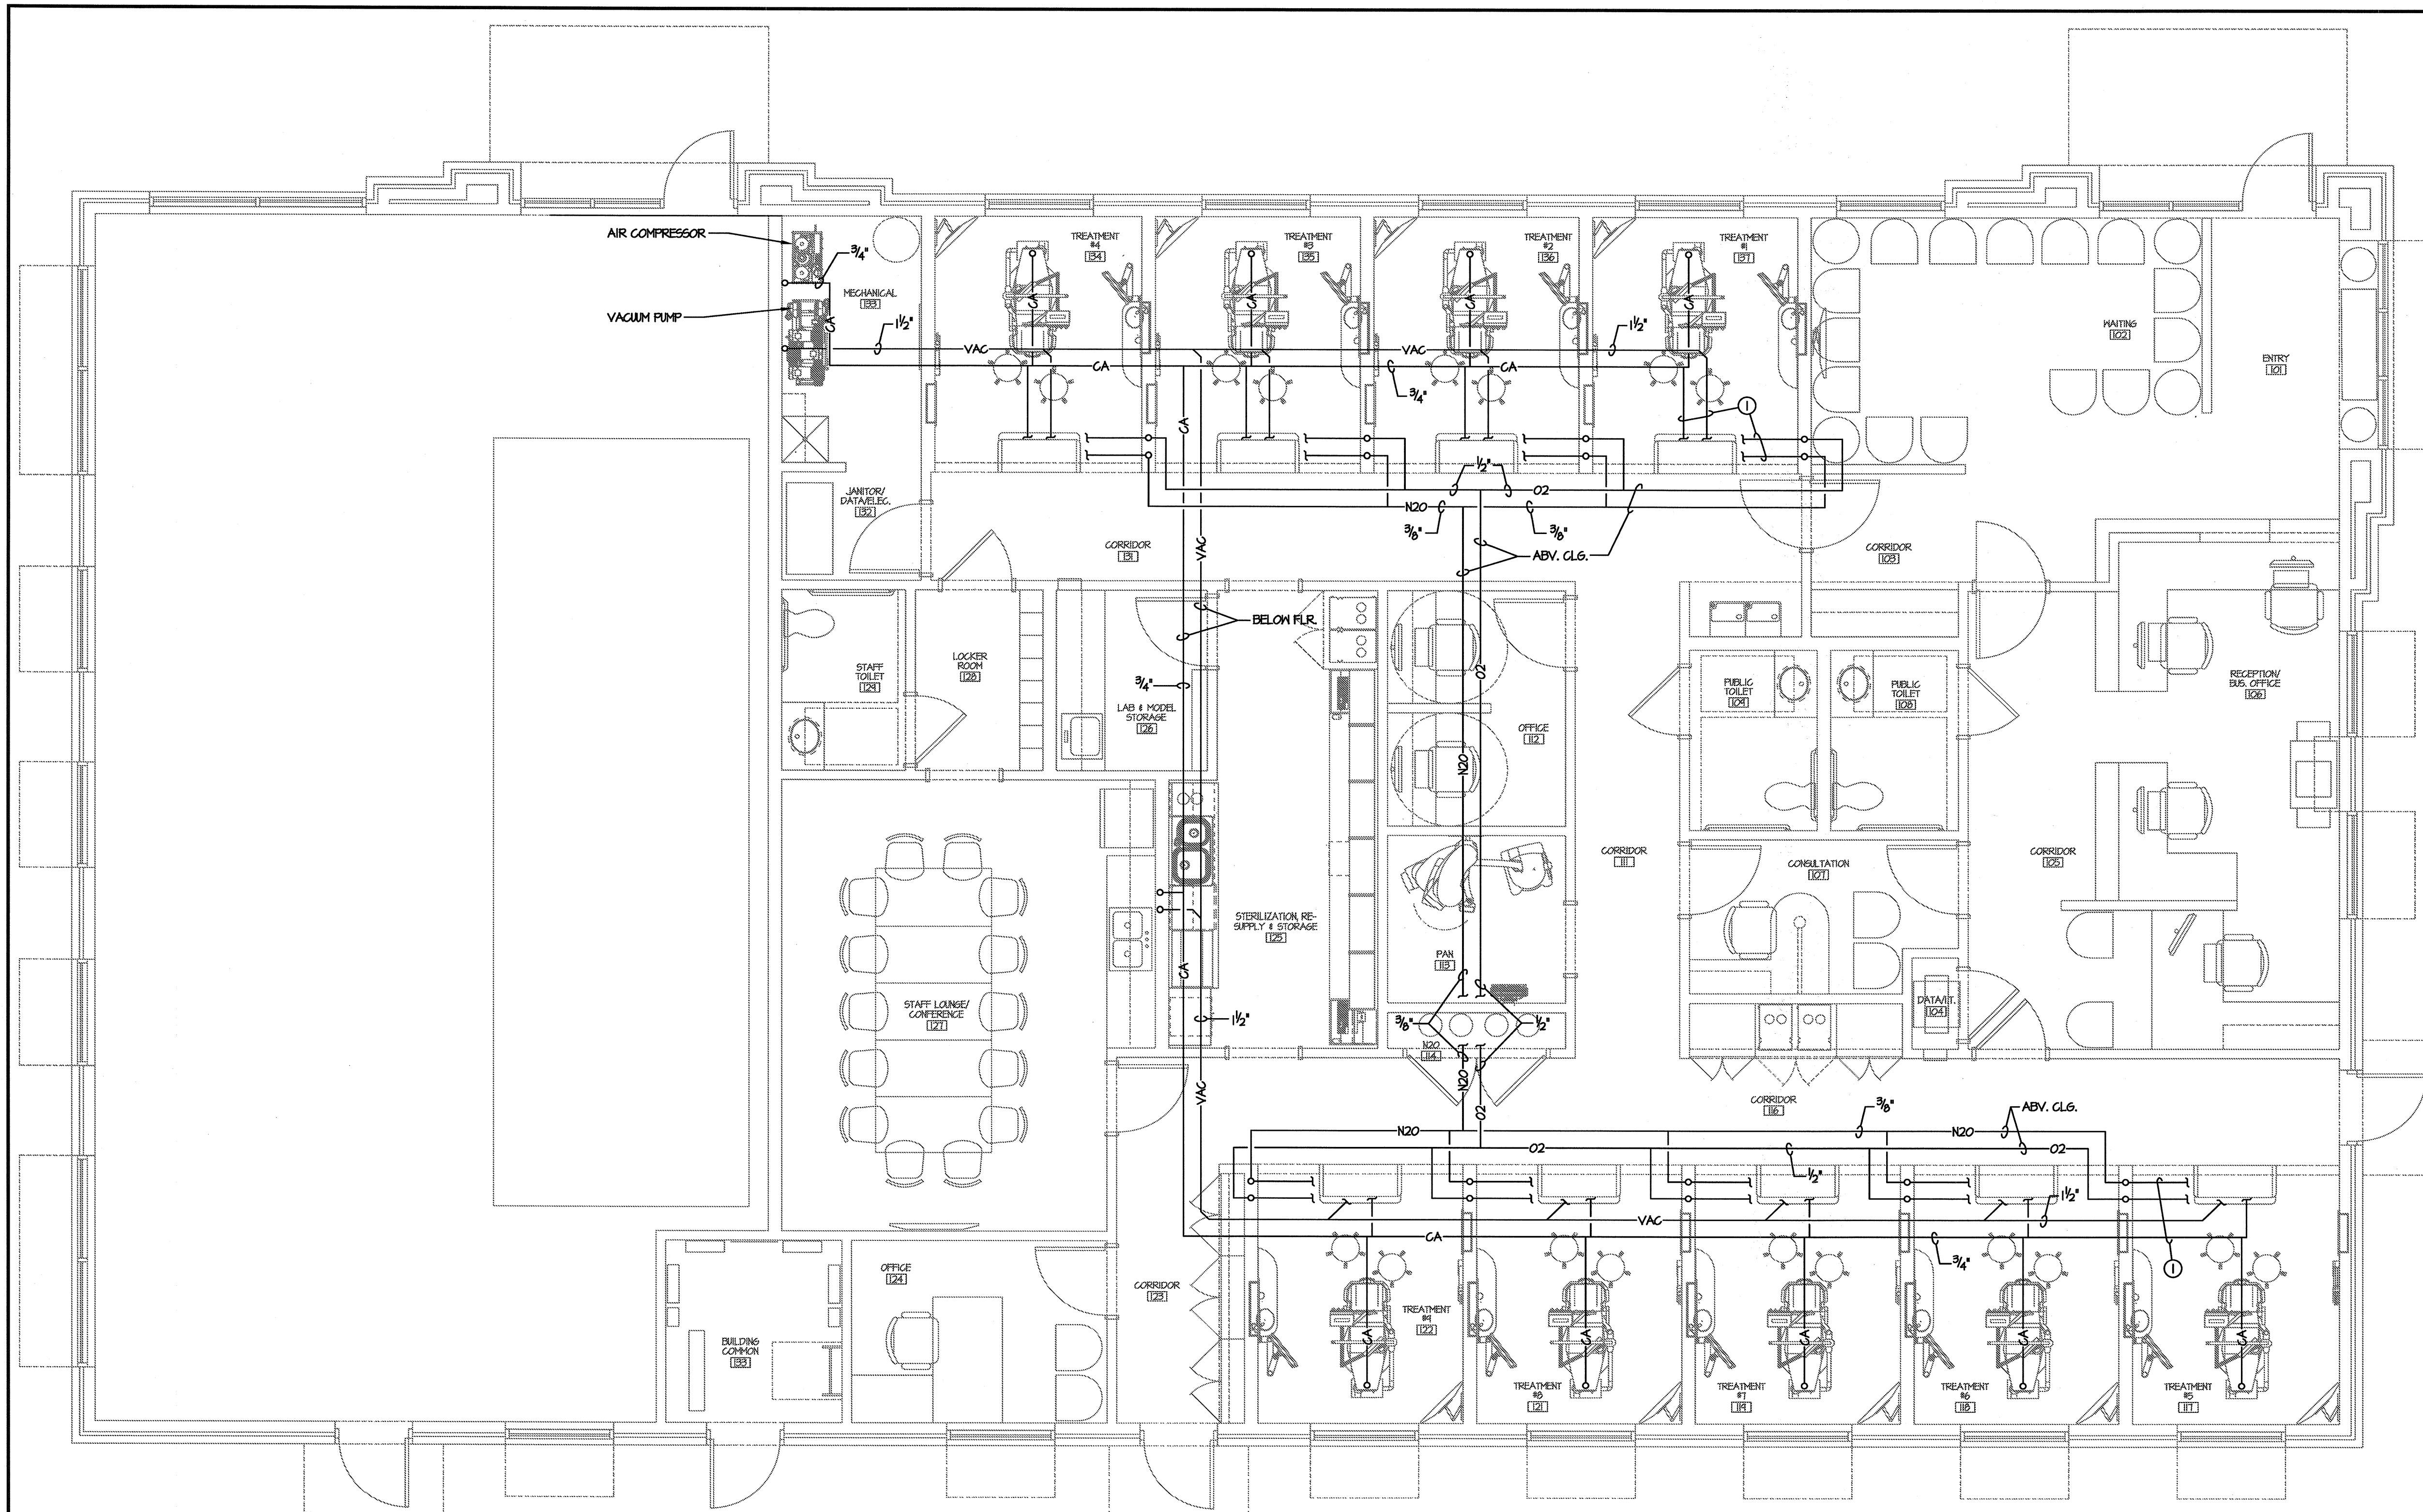 AIR COMPRESSOR
3/4"
MECHANICAL
133
VACUUM PUMP
CA
1 1/2"
VAC
CA
TREATMENT
#4
134
CA
TREATMENT
#3
135
CA
TREATMENT
#2
136
CA
TREATMENT
#1
137
CA
VAC
1 1/2"
CA
3/4"
1
WAITING
102
ENTRY
101
JANITOR/
DATA/ELEC.
132
CA
VAC
1/2"
O2
N2O
3/8"
3/8"
ABV. CLG.
CORRIDOR
131
CORRIDOR
103
BELOW FLR.
STAFF
TOILET
129
LOCKER
ROOM
128
3/4"
LAB & MODEL
STORAGE
126
O2
N2O
OFFICE
112
PUBLIC
TOILET
109
PUBLIC
TOILET
108
RECEPTION/
BUS. OFFICE
106
CORRIDOR
111
CONSULTATION
107
CORRIDOR
105
STERILIZATION, RE-
SUPPLY & STORAGE
125
CA
PAN
113
STAFF LOUNGE/
CONFERENCE
127
1 1/2"
3/8"
1/2"
DATA/I.T.
104
N2O
114
N2O
O2
VAC
CORRIDOR
116
3/8"
ABV. CLG.
N2O
N2O
O2
O2
1/2"
1 1/2"
VAC
CA
3/4"
1
OFFICE
124
CORRIDOR
123
BUILDING
COMMON
133
TREATMENT
#9
122
CA
TREATMENT
#8
121
CA
TREATMENT
#7
119
CA
TREATMENT
#6
118
CA
TREATMENT
#5
117
CA